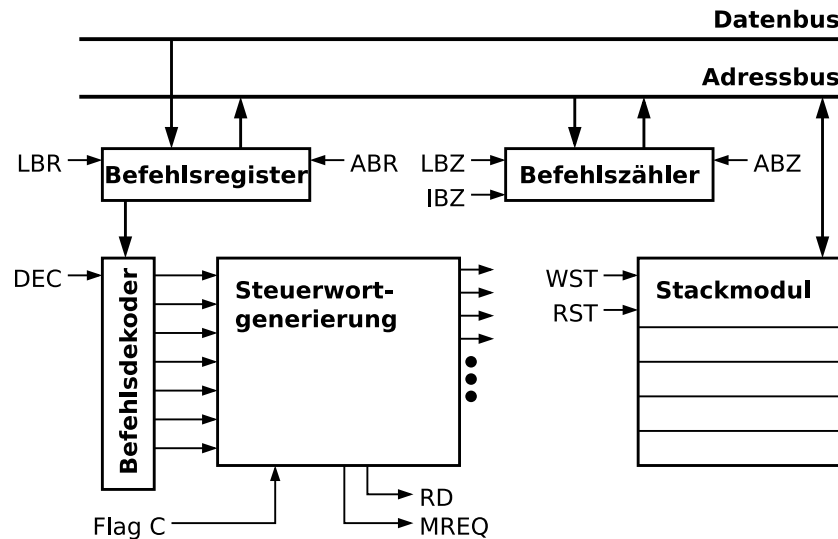 Datenbus
Adressbus
LBR
Befehlsregister
ABR
LBZ
IBZ
Befehlszähler
ABZ
DEC
Befehlsdekoder
Steuerwort-
generierung
WST
RST
Stackmodul
Flag C
RD
MREQ